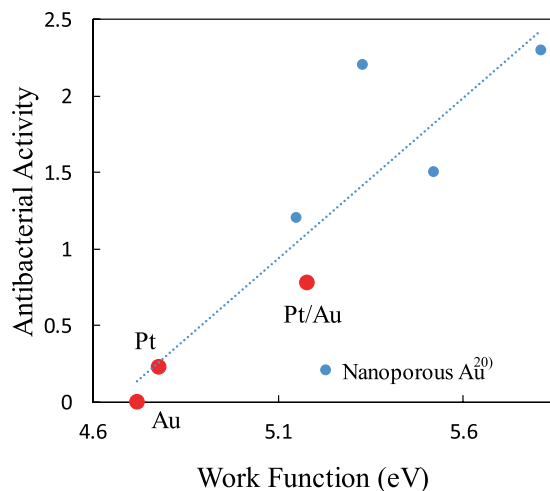 2.5
2
1.5
1
0.5
0
Antibacterial Activity
Pt
Au
Pt/Au
Nanoporous Au20)
4.6
5.1
5.6
Work Function (eV)